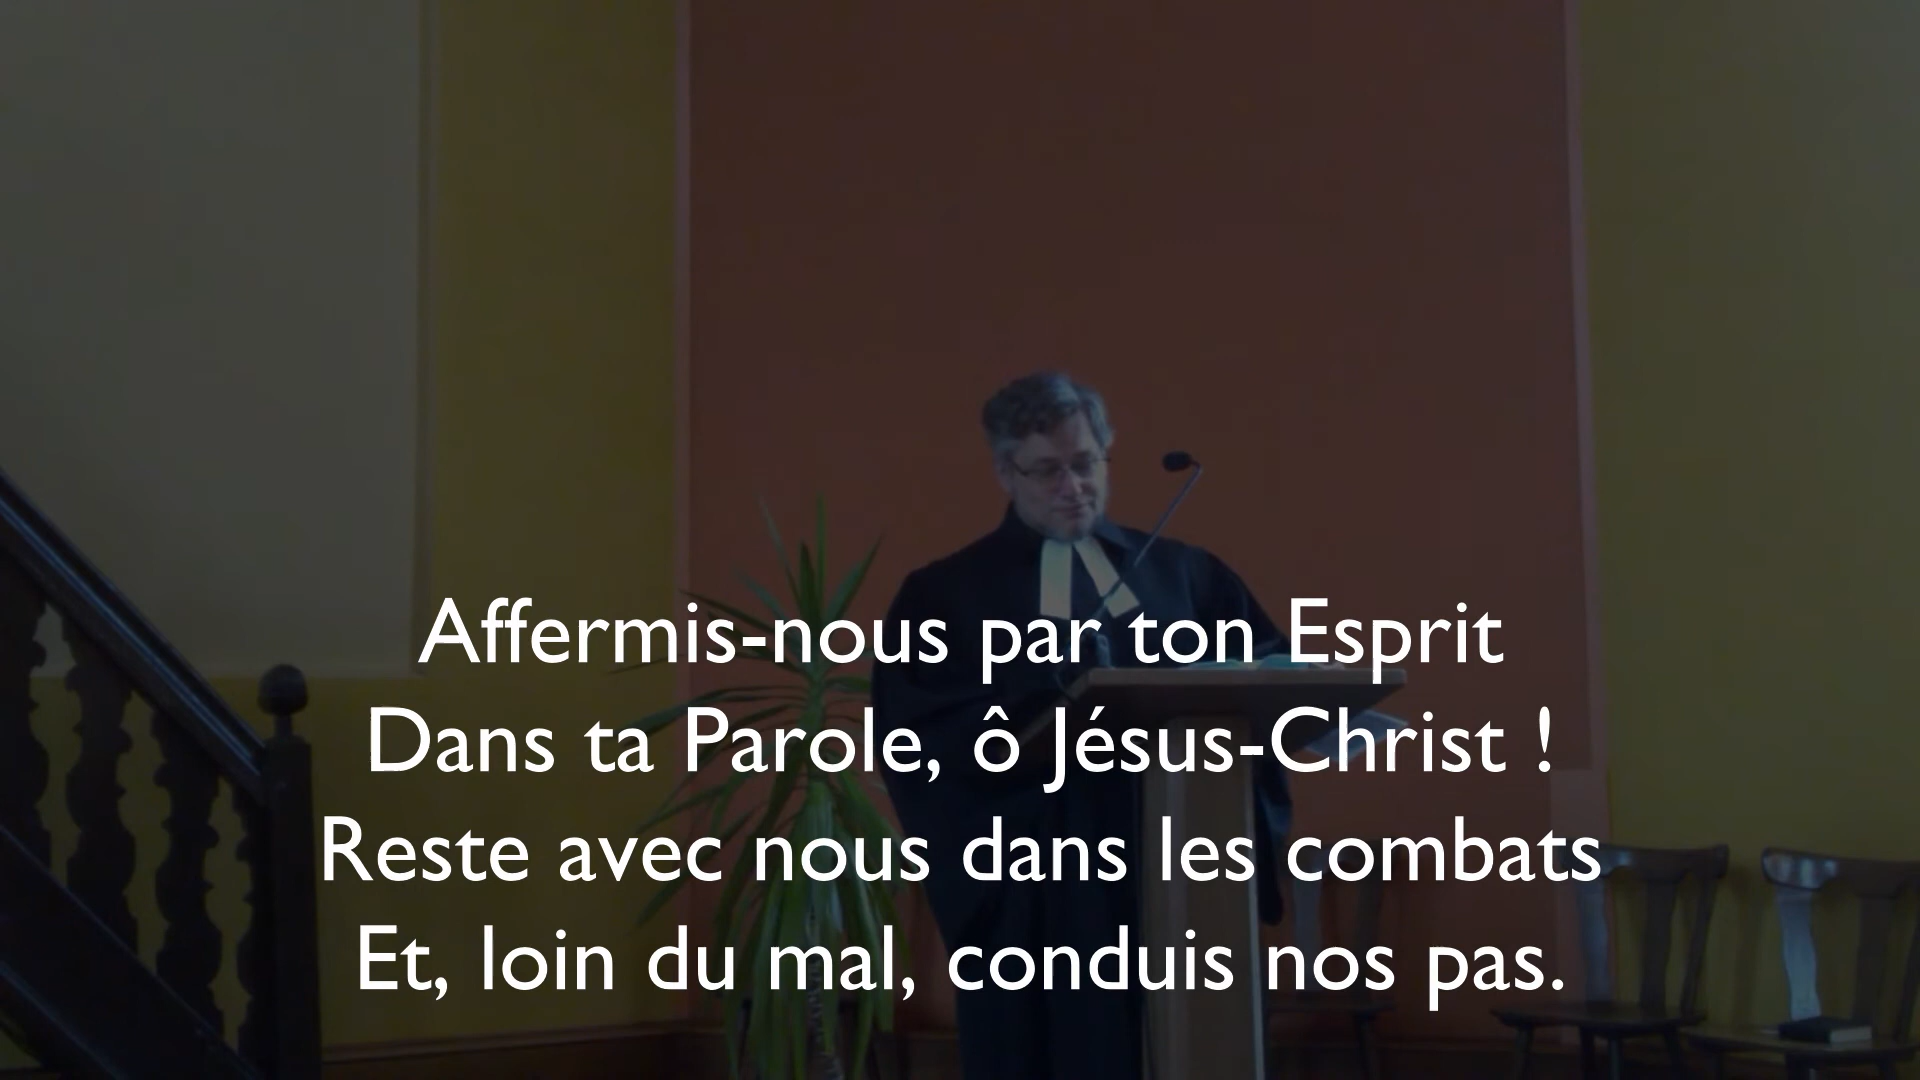 Affermis-nous par ton Esprit
Dans ta Parole, ô Jésus-Christ !
Reste avec nous dans les combats
Et, loin du mal, conduis nos pas.